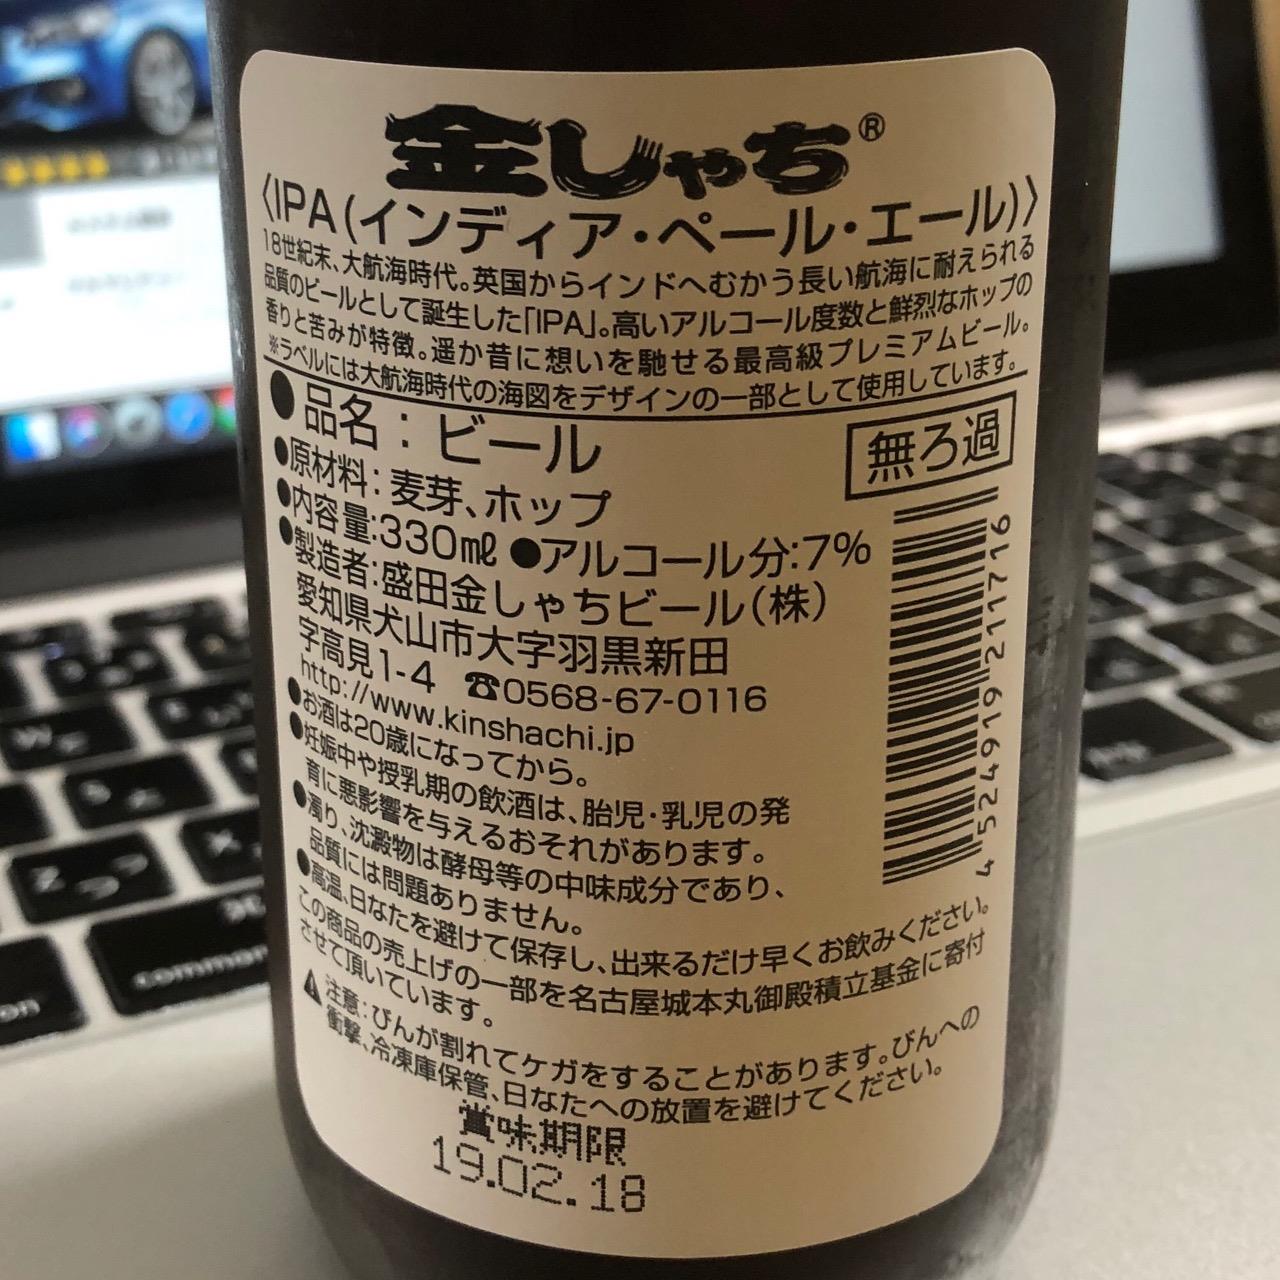 金しゃち®
〈IPA(インディア・ペール・エール)〉
18世紀末、大航海時代。英国からインドへむかう長い航海に耐えられる
品質のビールとして誕生した「IPA」。高いアルコール度数と鮮烈なホップの
香りと苦みが特徴。遥か昔に想いを馳せる最高級プレミアムビール。
※ラベルには大航海時代の海図をデザインの一部として使用しています。
●品名：ビール
無ろ過
●原材料：麦芽、ホップ
●内容量:330mℓ ●アルコール分:7%
●製造者:盛田金しゃちビール(株)
愛知県犬山市大字羽黒新田
字高見1-4 ☎0568-67-0116
http://www.kinshachi.jp
●お酒は20歳になってから。
●妊娠中や授乳期の飲酒は、胎児・乳児の発
育に悪影響を与えるおそれがあります。
●濁り、沈澱物は酵母等の中味成分であり、
品質には問題ありません。
●高温、日なたを避けて保存し、出来るだけ早くお飲みください。
この商品の売上げの一部を名古屋城本丸御殿積立基金に寄付
させて頂いています。
⚠注意：びんが割れてケガをすることがあります。びんへの
衝撃、冷凍庫保管、日なたへの放置を避けてください。
賞味期限
19.02.18
4 524919 211716
comman